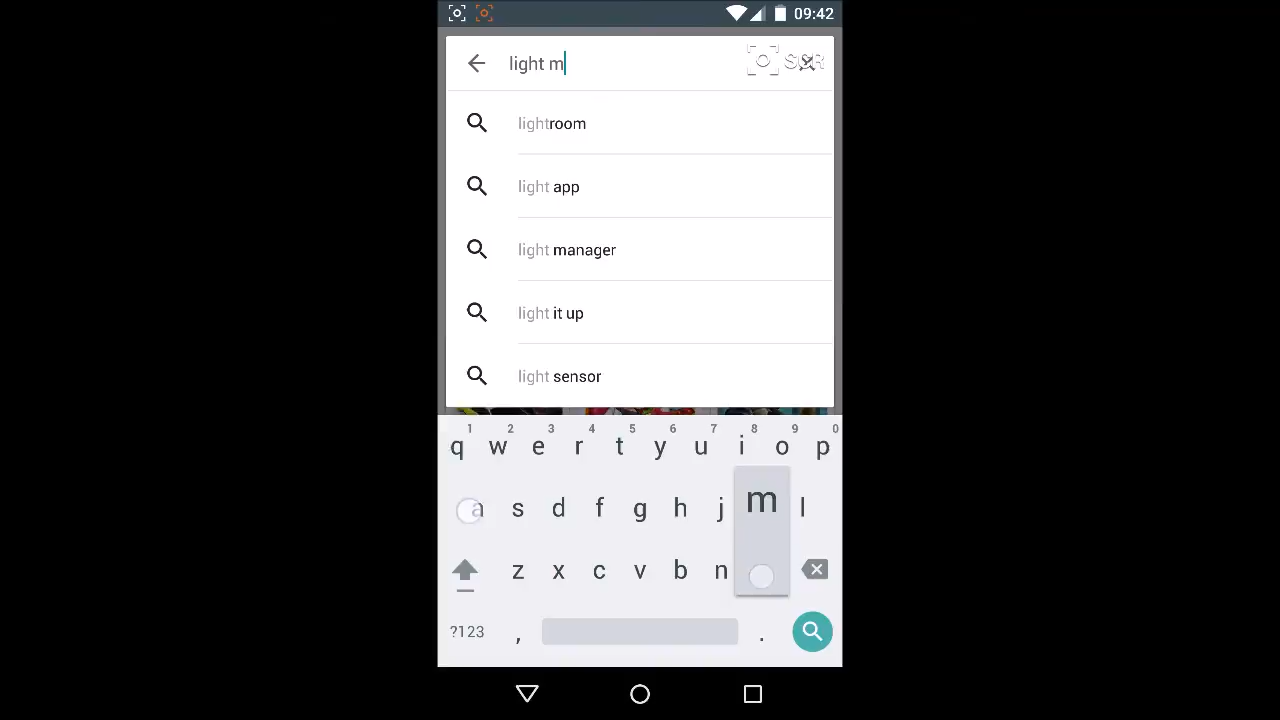 09:42
light m
SCR
lightroom
light app
light manager
light it up
light sensor
1 2 3 4 5 6 7 8 9 0
q w e r t y u i o p
a s d f g h j m l
z x c v b n
?123 , .